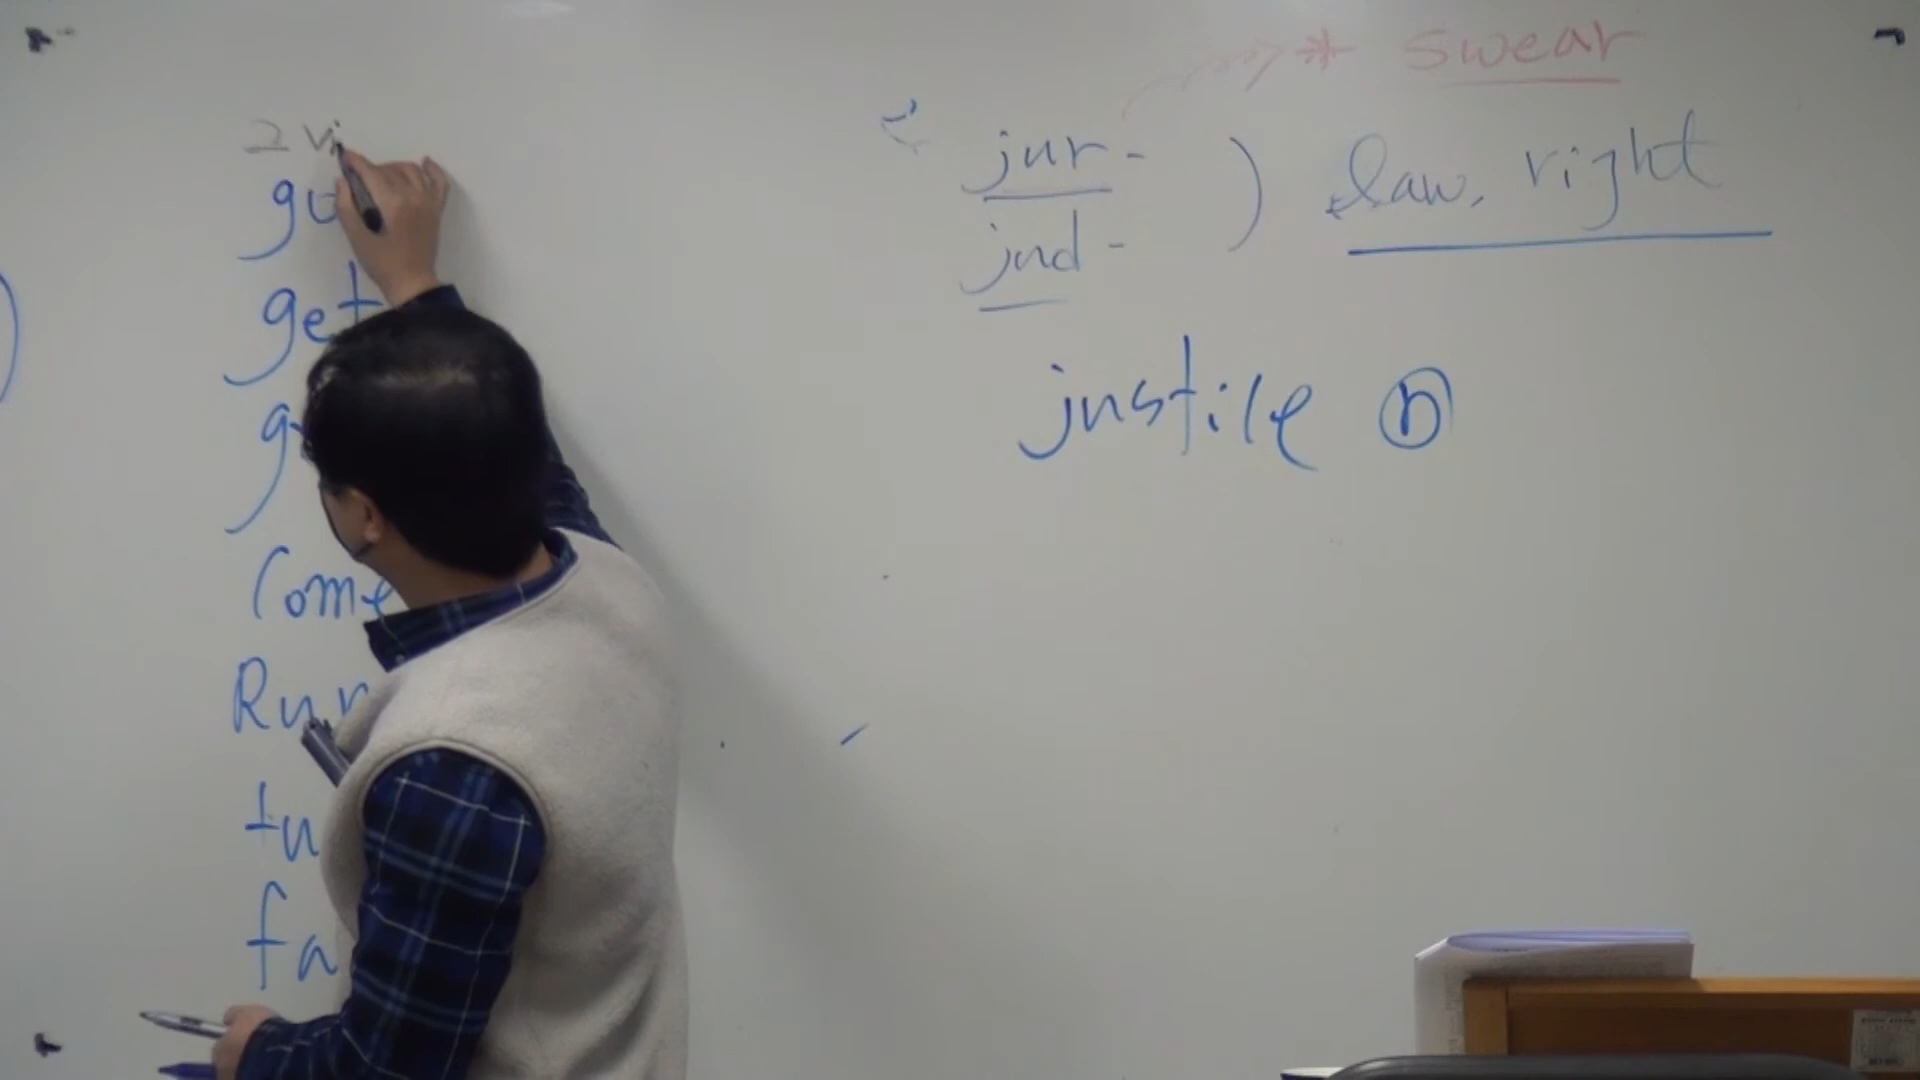 2 vi
go
get
g
Come
Run
tu
fa
* swear
jur-
jud-
) law, right
justice ⓝ